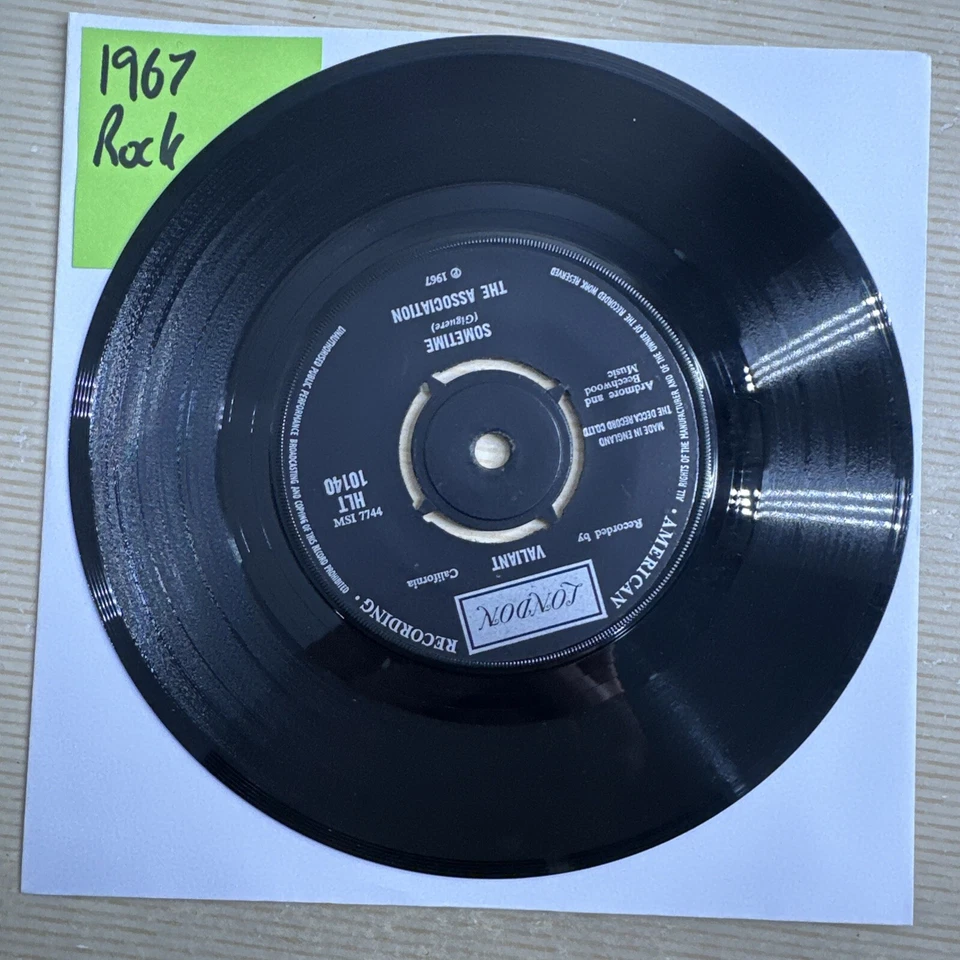 1967
Rock
AMERICAN RECORDING
LONDON
Recorded by
VALIANT
California
MSI 7744
HLT
10140
MADE IN ENGLAND
THE DECCA RECORD CO. LTD
Ardmore and
Beechwood
Music
SOMETIME
(Giguere)
THE ASSOCIATION
℗ 1967
• ALL RIGHTS OF THE MANUFACTURER AND OF THE OWNER OF THE RECORDED WORK RESERVED
UNAUTHORISED PUBLIC PERFORMANCE BROADCASTING AND COPYING OF THIS RECORD PROHIBITED •